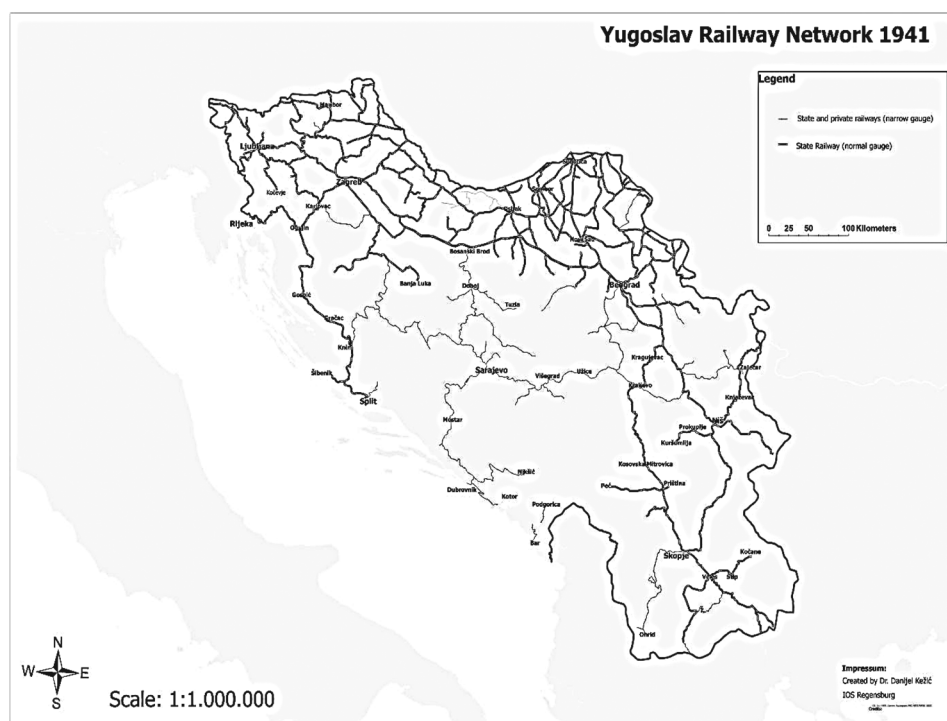 Yugoslav Railway Network 1941
Legend
State and private railways (narrow gauge)
State Railway (normal gauge)
0 25 50 100 Kilometers
Maribor
Ljubljana
Zagreb
Kočevje
Karlovac
Rijeka
Ogulin
Subotica
Sombor
Osijek
Novi Sad
Bosanski Brod
Banja Luka
Doboj
Tuzla
Beograd
Gospić
Gračac
Knin
Šibenik
Split
Sarajevo
Višegrad
Užice
Kragujevac
Kraljevo
Zaječar
Knjaževac
Niš
Prokuplje
Kuršumlija
Mostar
Kosovska Mitrovica
Nikšić
Dubrovnik
Kotor
Podgorica
Peć
Priština
Bar
Skopje
Kočane
Veles
Štip
Ohrid
N
W E
S
Scale: 1:1.000.000
Impressum:
Created by Dr. Danijel Kežić
IOS Regensburg
Credits: